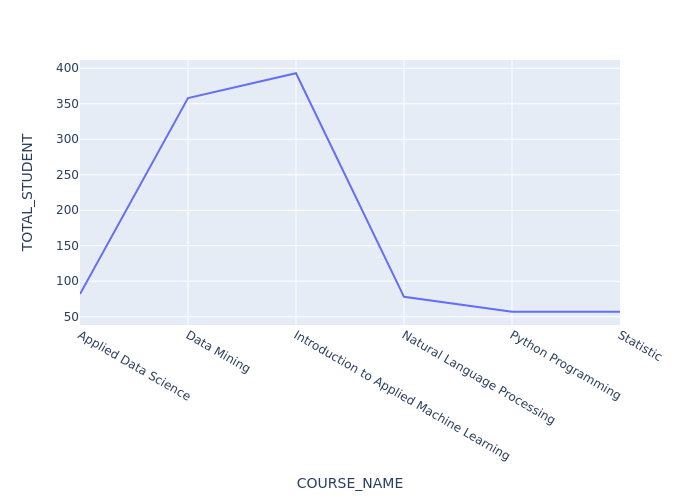 TOTAL_STUDENT
400
350
300
250
200
150
100
50
Applied Data Science
Data Mining
Introduction to Applied Machine Learning
Natural Language Processing
Python Programming
Statistic
COURSE_NAME